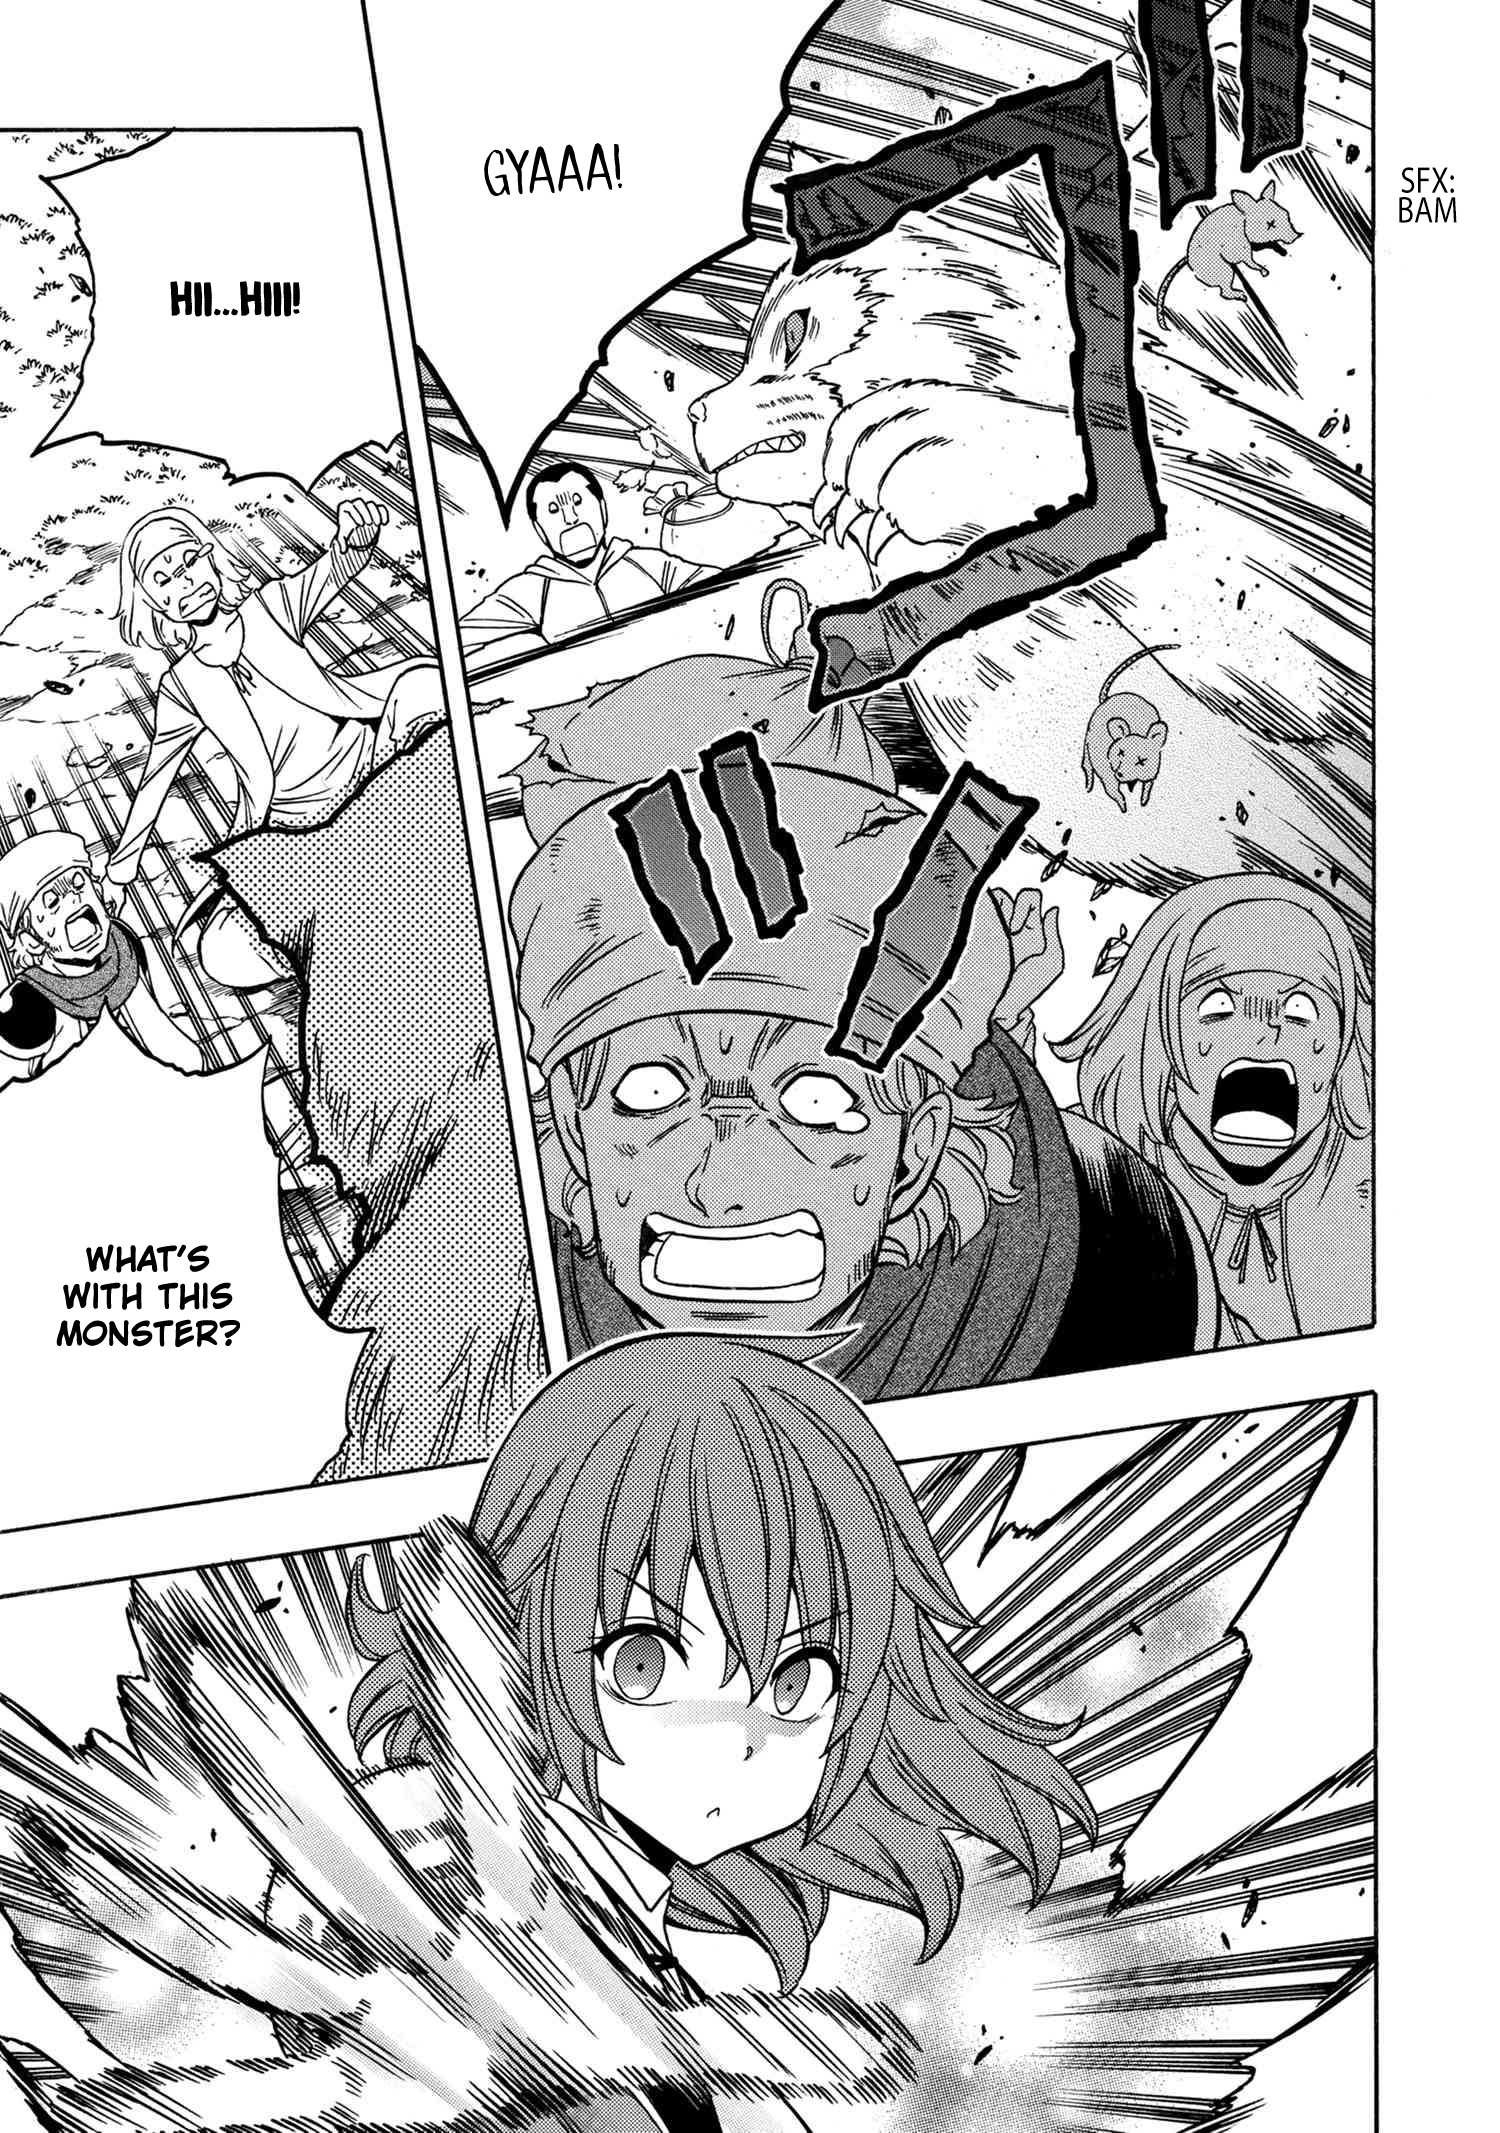 SFX:
BAM
GYAAA!
HII...HIII!
WHAT'S
WITH THIS
MONSTER?